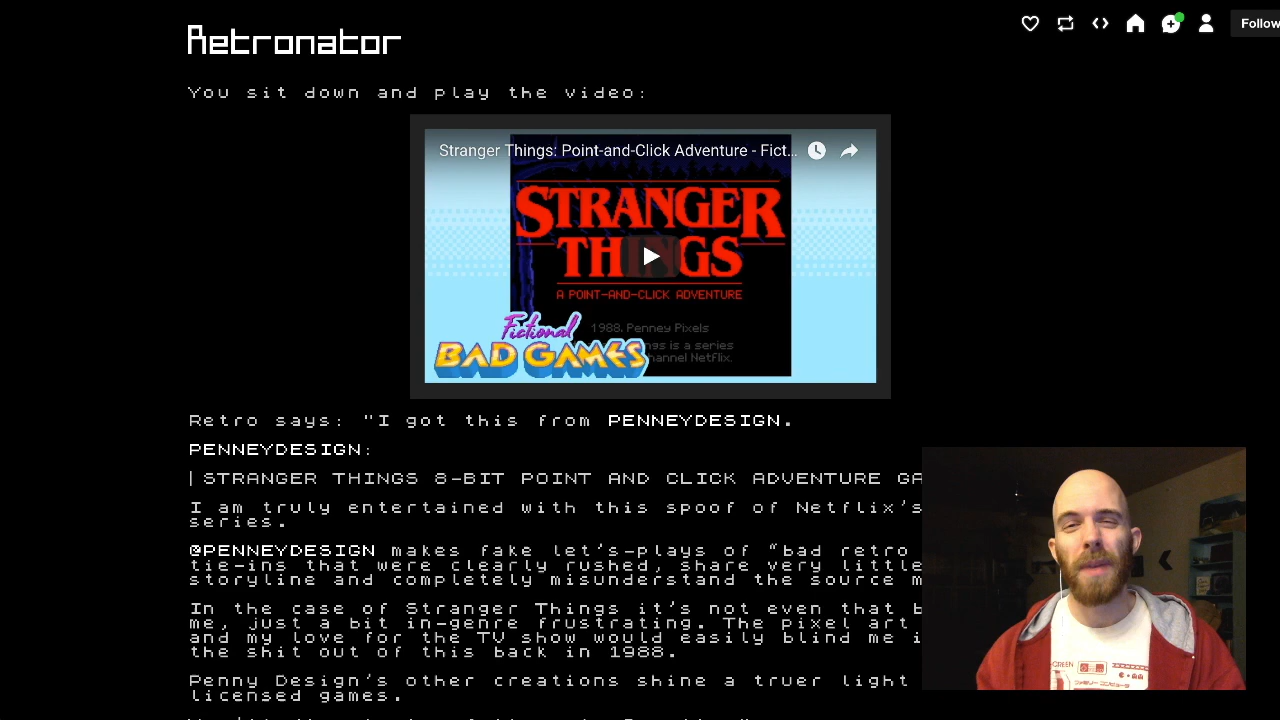 Retronator
Follow
You sit down and play the video:
Stranger Things: Point-and-Click Adventure - Fict...
STRANGER
THINGS
A POINT-AND-CLICK ADVENTURE
1988. Penney Pixels
is a series
Netflix.
Fictional
BAD GAMES
Retro says: "I got this from PENNEYDESIGN.
PENNEYDESIGN:
STRANGER THINGS 8-BIT POINT AND CLICK ADVENTURE GA
I am truly entertained with this spoof of Netflix's
series.
@PENNEYDESIGN makes fake let's-plays of “bad retro
tie-ins that were clearly rushed, share very little
storyline and completely misunderstand the source m
In the case of Stranger Things it's not even that b
me, just a bit in-genre frustrating. The pixel art
and my love for the TV show would easily blind me i
the shit out of this back in 1988.
Penny Design's other creations shine a truer light
licensed games.